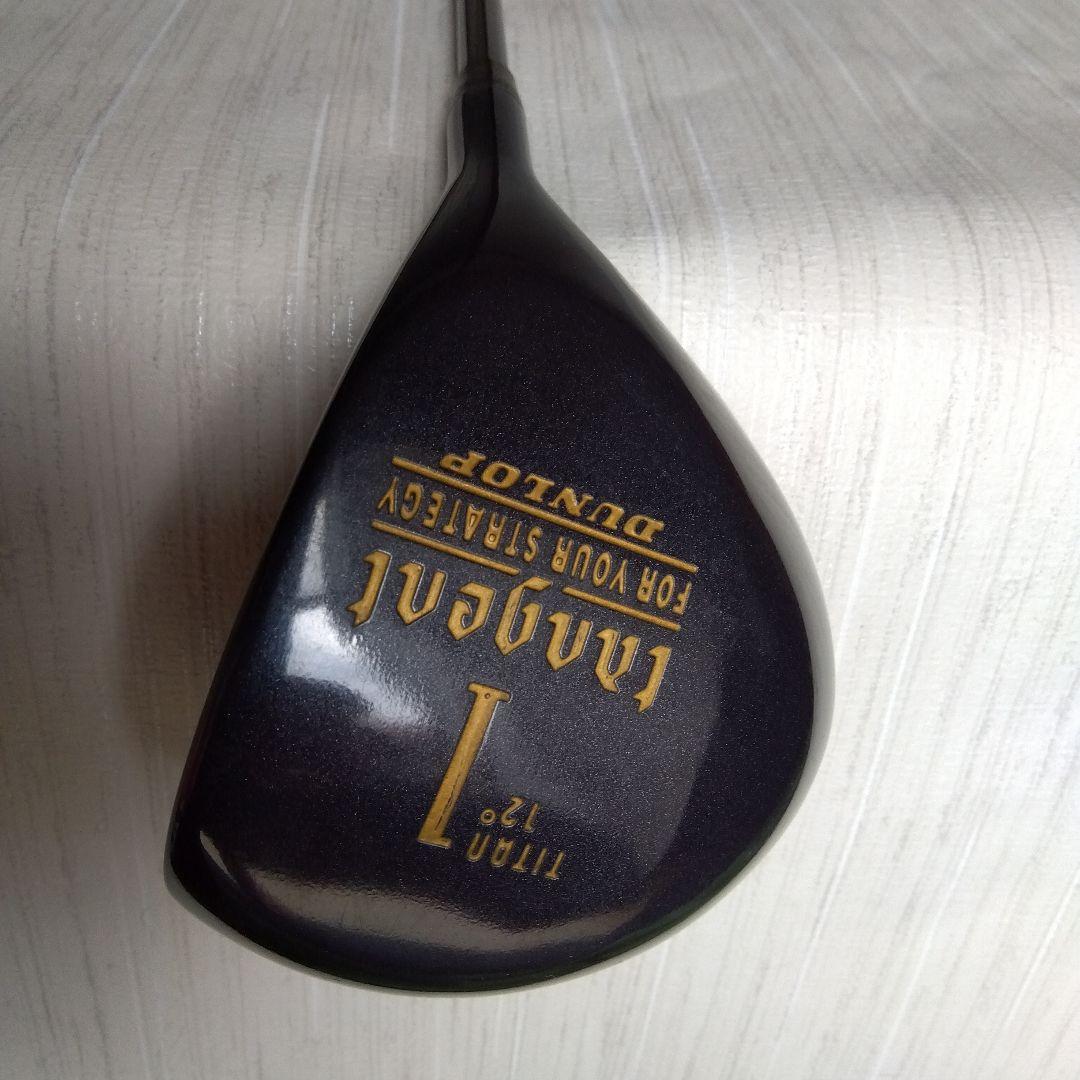 DUNLOP
FOR YOUR STRATEGY
tangent
1
12°
TITAN